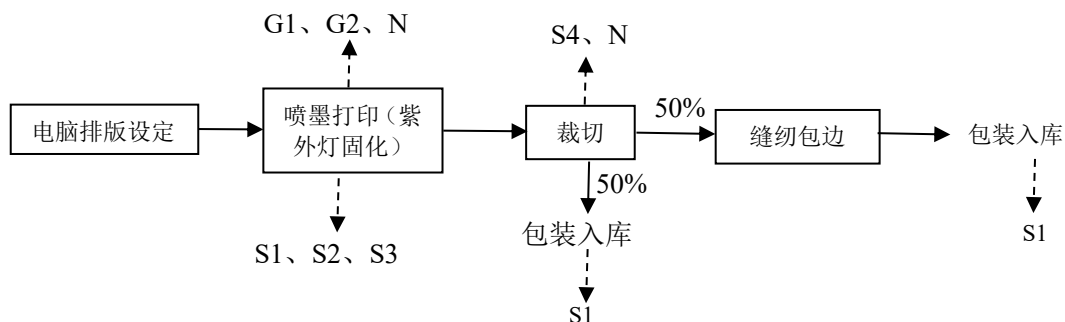 G1、G2、N
S4、N
电脑排版设定
喷墨打印（紫
外灯固化）
裁切
50%
缝纫包边
包装入库
50%
S1、S2、S3
包装入库
S1
S1